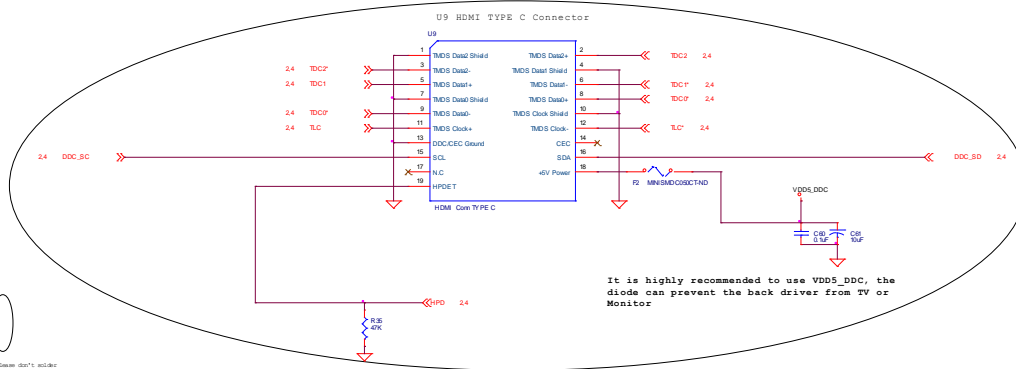 U9 HDMI TYPE C Connector
U9
1 TMDS Data2 Shield TMDS Data2+ 2 TDC2 2,4
2,4 TDC2* 3 TMDS Data2- TMDS Data1 Shield 4
2,4 TDC1 5 TMDS Data1+ TMDS Data1- 6 TDC1* 2,4
7 TMDS Data0 Shield TMDS Data0+ 8 TDC0 2,4
2,4 TDC0* 9 TMDS Data0- TMDS Clock Shield 10
2,4 TLC 11 TMDS Clock+ TMDS Clock- 12 TLC* 2,4
13 DDC/CEC Ground CEC 14
2,4 DDC_SC 15 SCL SDA 16 DDC_SD 2,4
17 N.C +5V Power 18
19 HPDET F2 MINISMDC050CT-ND
HDMI Conn TYPE C
VDD5_DDC
C60 C61
0.1uF 10uF
It is highly recommended to use VDD5_DDC, the
diode can prevent the back driver from TV or
Monitor
HPD 2,4
R35
47K
lease don't solder